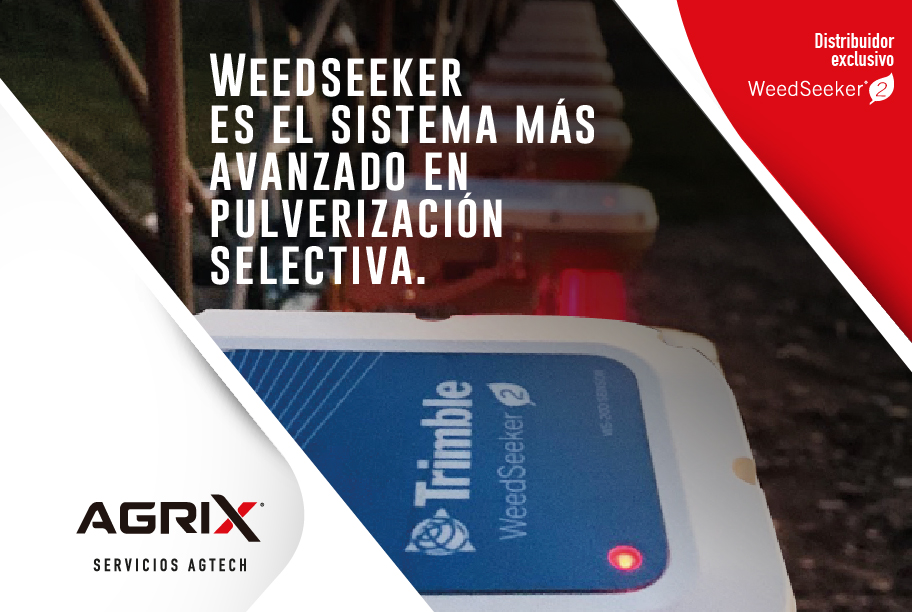 WEEDSEEKER
ES EL SISTEMA MÁS
AVANZADO EN
PULVERIZACIÓN
SELECTIVA.
Distribuidor
exclusivo
WeedSeeker® 2
Trimble
WeedSeeker 2
AGRIX®
SERVICIOS AGTECH